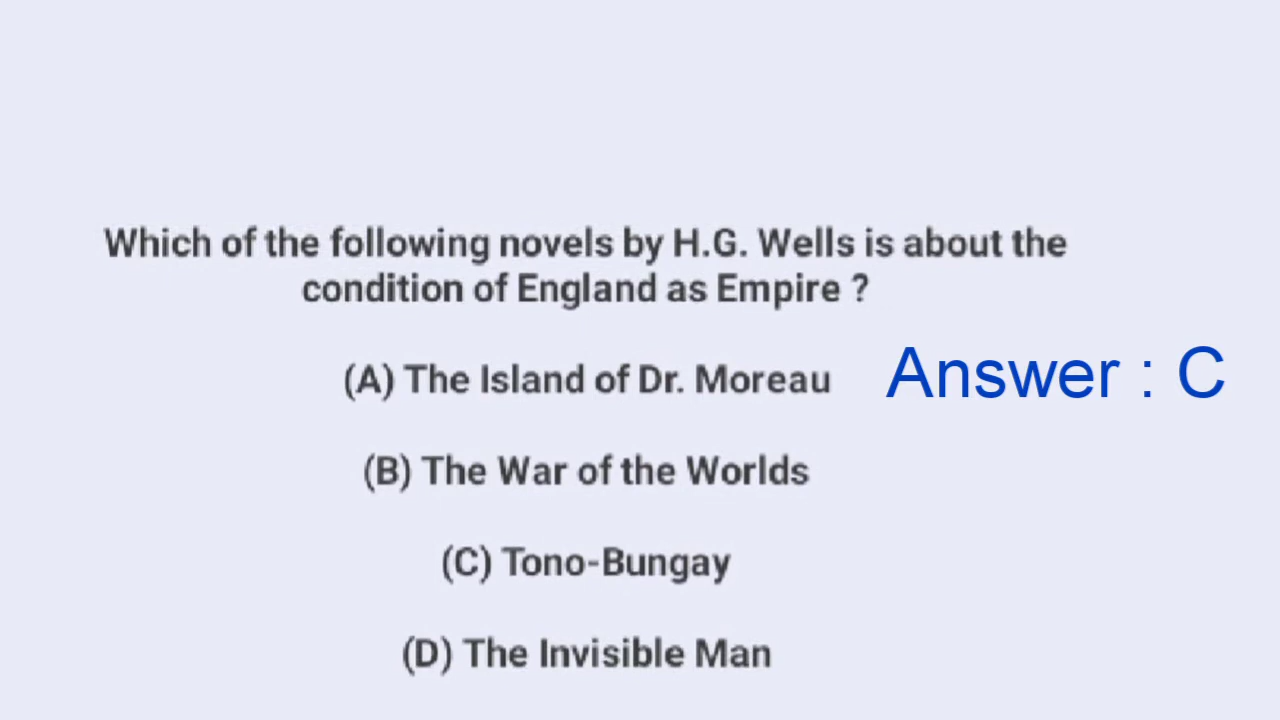 Which of the following novels by H.G. Wells is about the
condition of England as Empire ?
(A) The Island of Dr. Moreau
Answer : C
(B) The War of the Worlds
(C) Tono-Bungay
(D) The Invisible Man